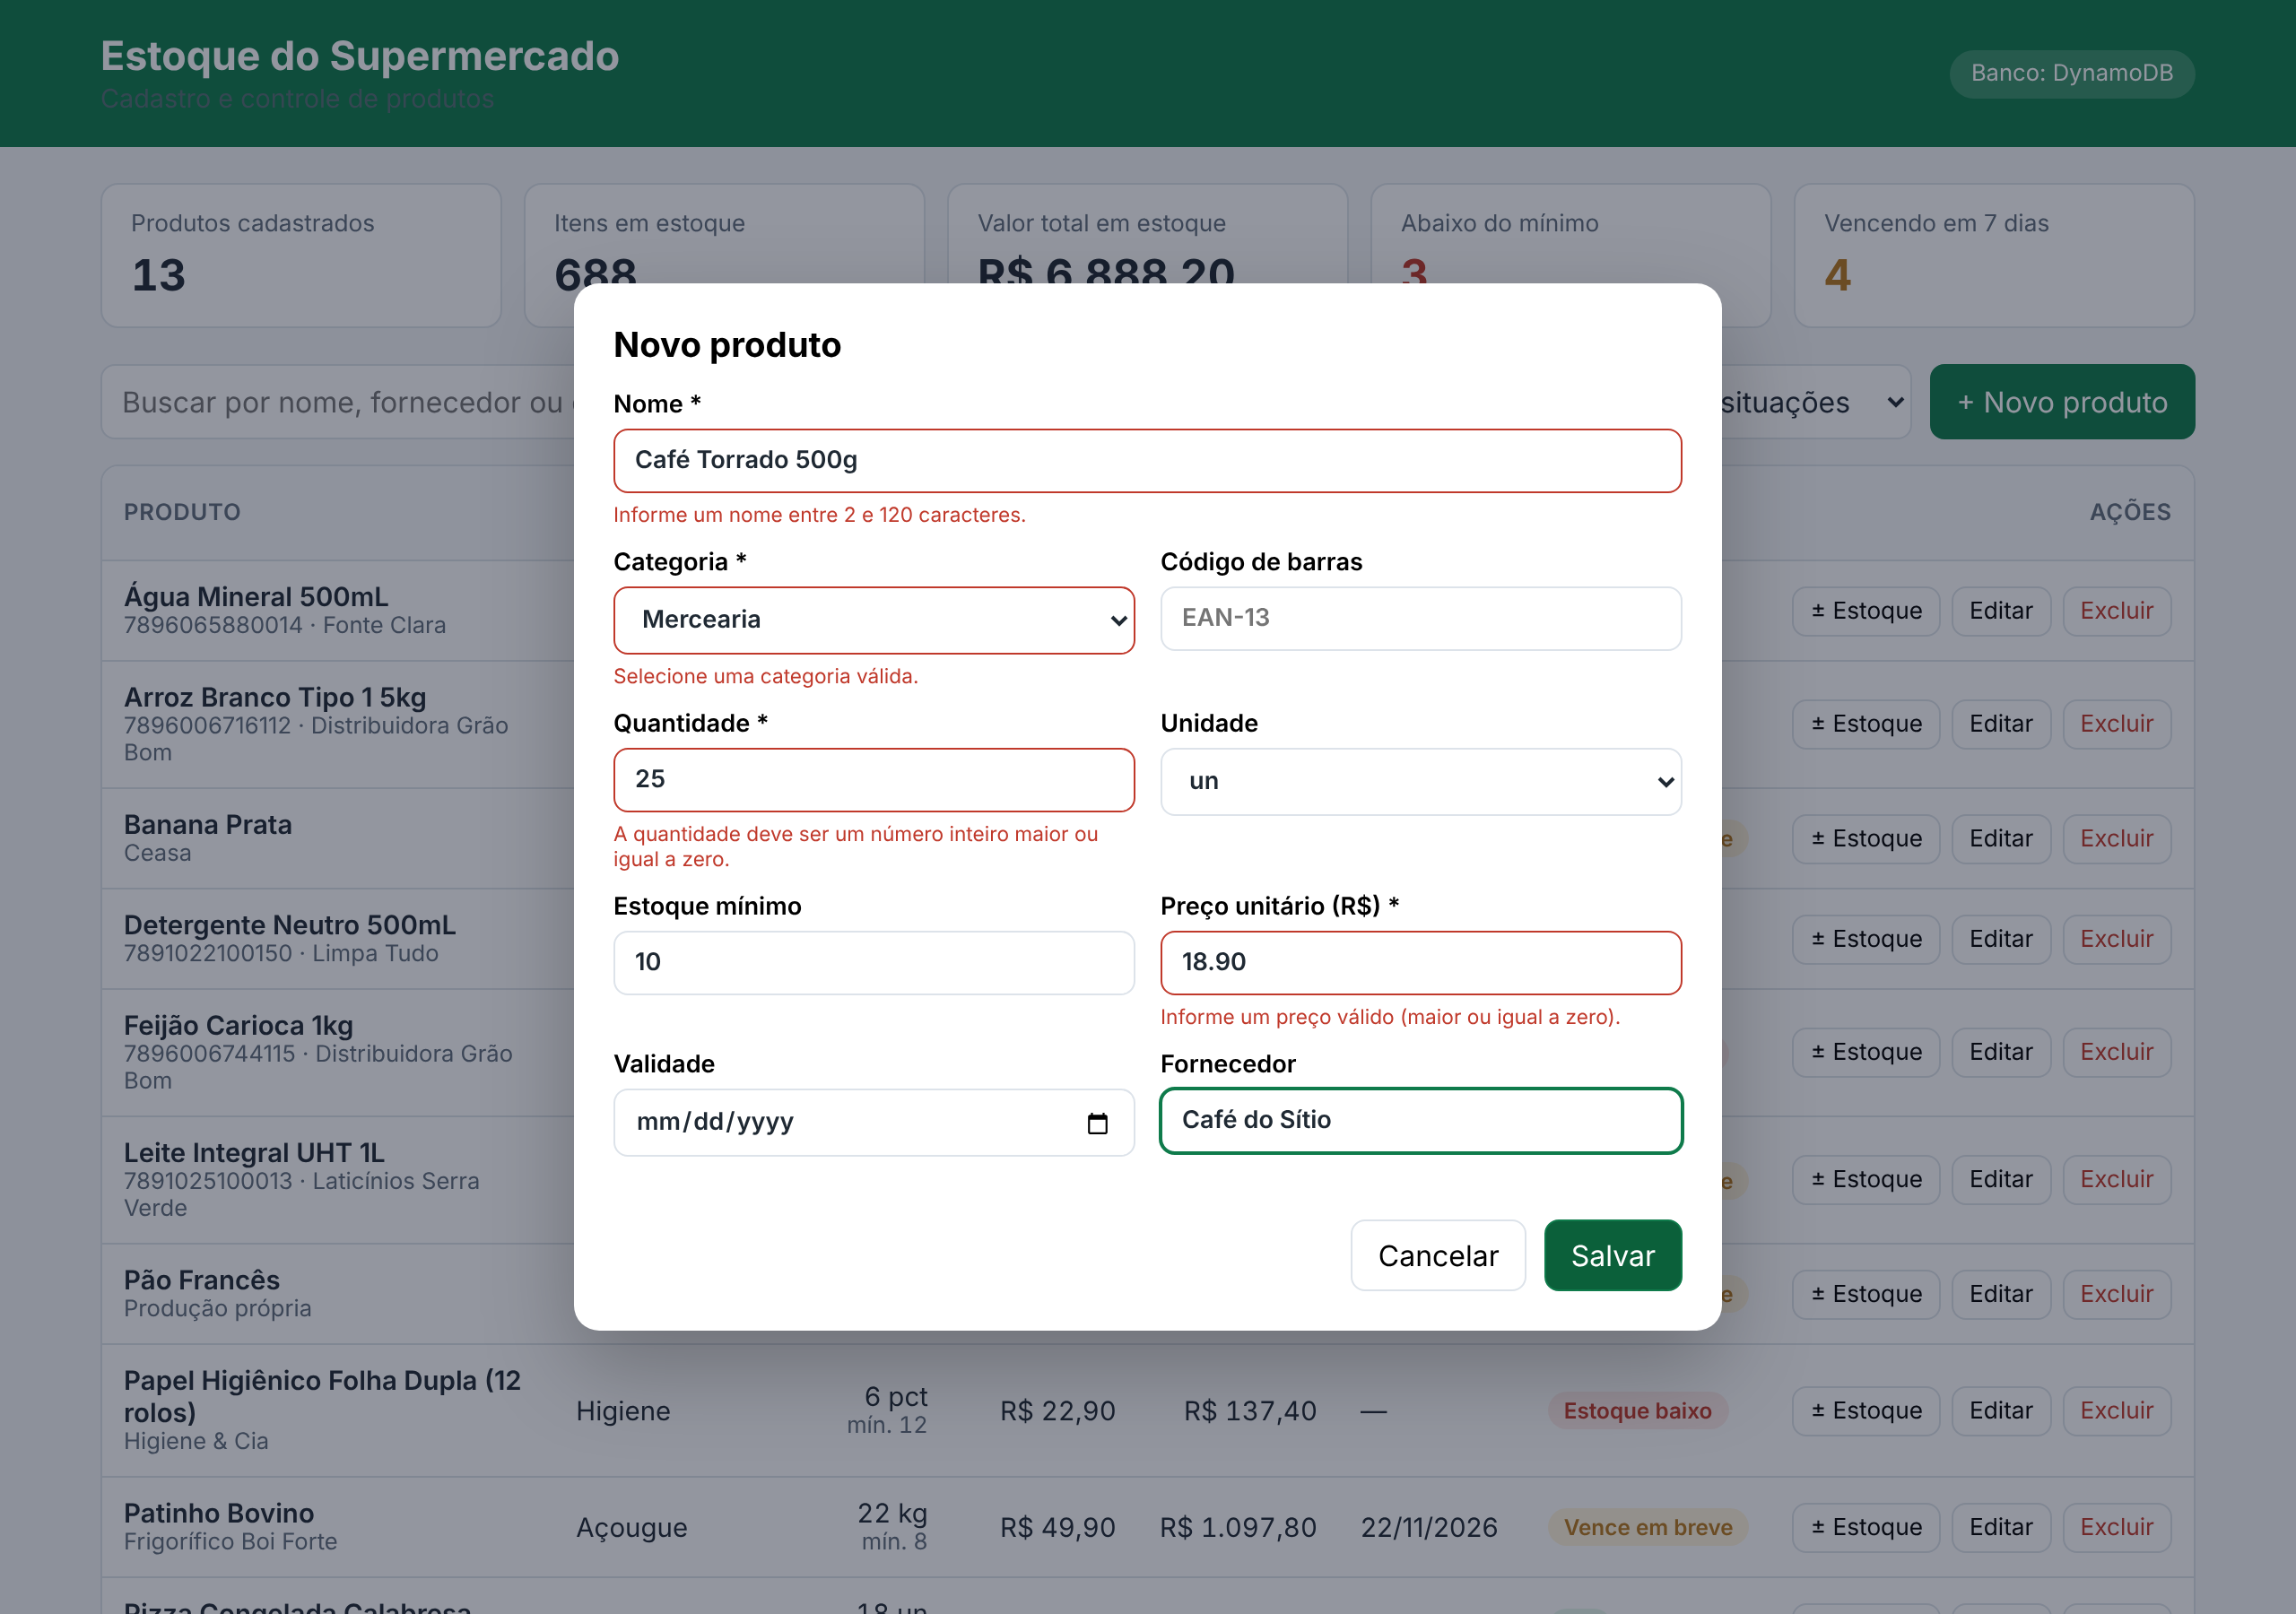 Estoque do Supermercado
Cadastro e controle de produtos
Banco: DynamoDB
Produtos cadastrados
13
Itens em estoque
688
Valor total em estoque
R$ 6.888,20
Abaixo do mínimo
3
Vencendo em 7 dias
4
Buscar por nome, fornecedor ou
situações
+ Novo produto
PRODUTO
AÇÕES
Água Mineral 500mL
7896065880014 · Fonte Clara
± Estoque
Editar
Excluir
Arroz Branco Tipo 1 5kg
7896006716112 · Distribuidora Grão
Bom
± Estoque
Editar
Excluir
Banana Prata
Ceasa
± Estoque
Editar
Excluir
Detergente Neutro 500mL
7891022100150 · Limpa Tudo
± Estoque
Editar
Excluir
Feijão Carioca 1kg
7896006744115 · Distribuidora Grão
Bom
± Estoque
Editar
Excluir
Leite Integral UHT 1L
7891025100013 · Laticínios Serra
Verde
± Estoque
Editar
Excluir
Pão Francês
Produção própria
± Estoque
Editar
Excluir
Papel Higiênico Folha Dupla (12
rolos)
Higiene & Cia
Higiene
6 pct
mín. 12
R$ 22,90
R$ 137,40
—
Estoque baixo
± Estoque
Editar
Excluir
Patinho Bovino
Frigorífico Boi Forte
Açougue
22 kg
mín. 8
R$ 49,90
R$ 1.097,80
22/11/2026
Vence em breve
± Estoque
Editar
Excluir
Pizza Congelada Calabresa
18 un
Novo produto
Nome *
Café Torrado 500g
Informe um nome entre 2 e 120 caracteres.
Categoria *
Mercearia
Selecione uma categoria válida.
Código de barras
EAN-13
Quantidade *
25
A quantidade deve ser um número inteiro maior ou
igual a zero.
Unidade
un
Estoque mínimo
10
Preço unitário (R$) *
18.90
Informe um preço válido (maior ou igual a zero).
Validade
mm/dd/yyyy
Fornecedor
Café do Sítio
Cancelar
Salvar